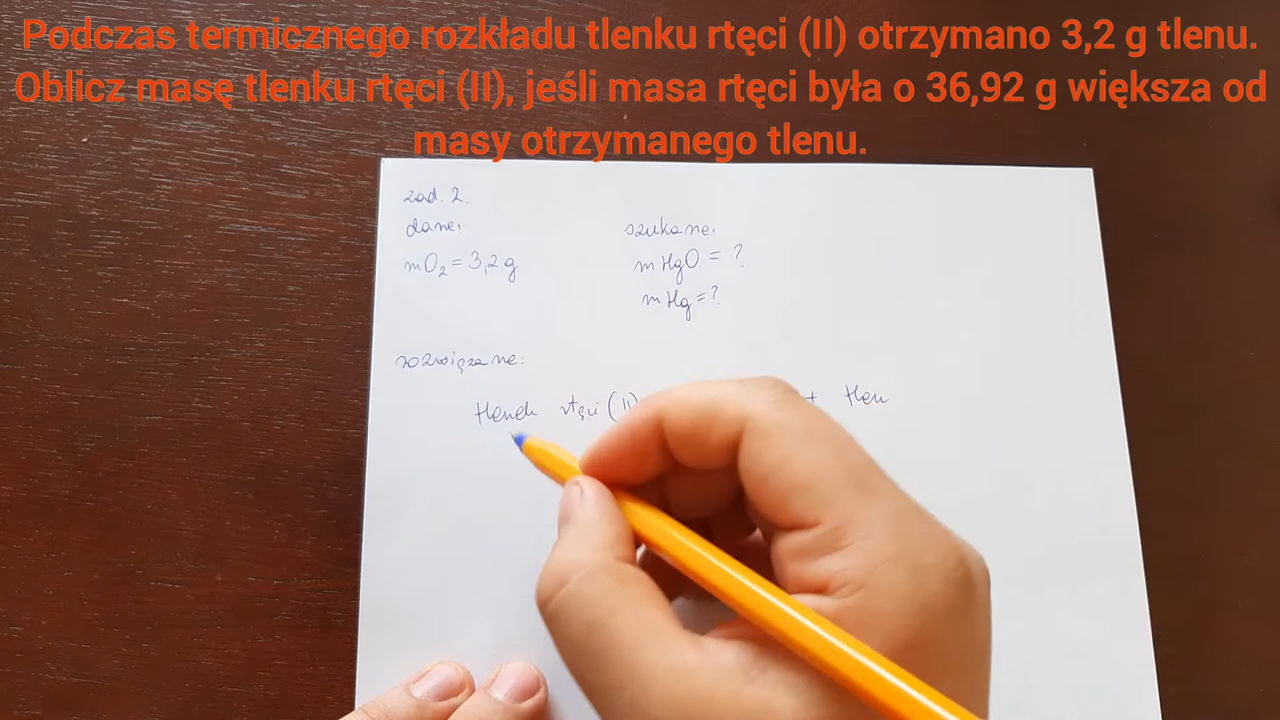 Podczas termicznego rozkładu tlenku rtęci (II) otrzymano 3,2 g tlenu.
Oblicz masę tlenku rtęci (II), jeśli masa rtęci była o 36,92 g większa od
masy otrzymanego tlenu.
zad. 2.
dane: szukane:
mO₂ = 3,2 g mHgO = ?
mHg = ?
rozwiązane:
tlenek rtęci (II) + tlen